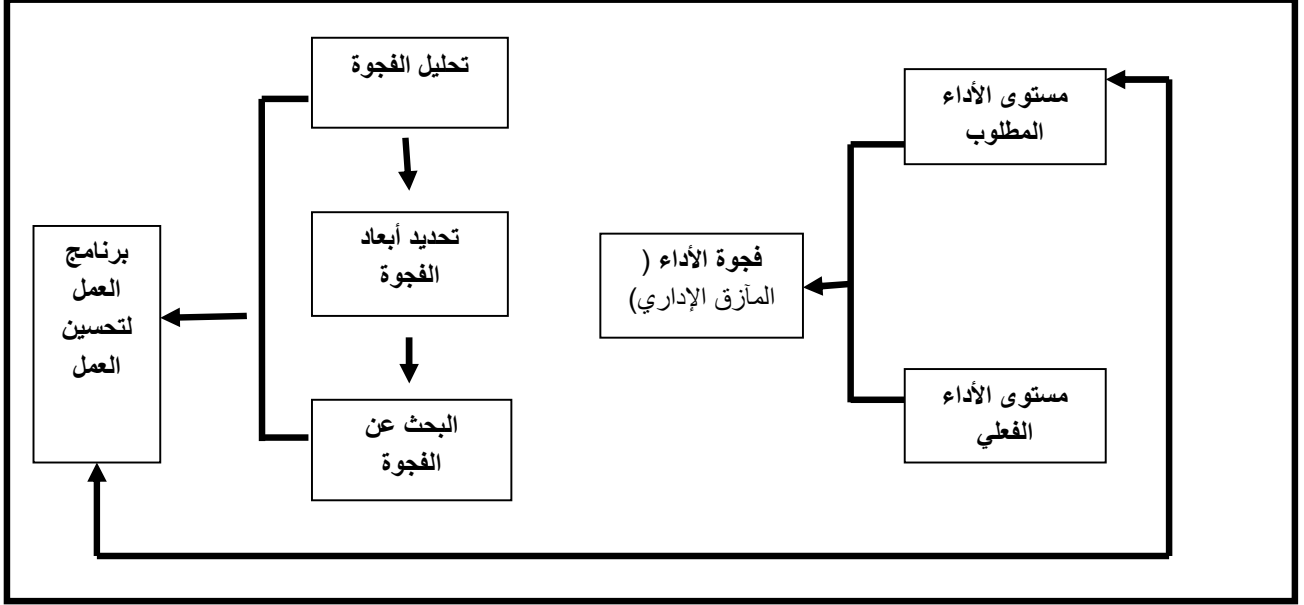 مستوى الأداء
المطلوب
مستوى الأداء
الفعلي
فجوة الأداء (
المآزق الإداري)
تحليل الفجوة
تحديد أبعاد
الفجوة
البحث عن
الفجوة
برنامج
العمل
لتحسين
العمل